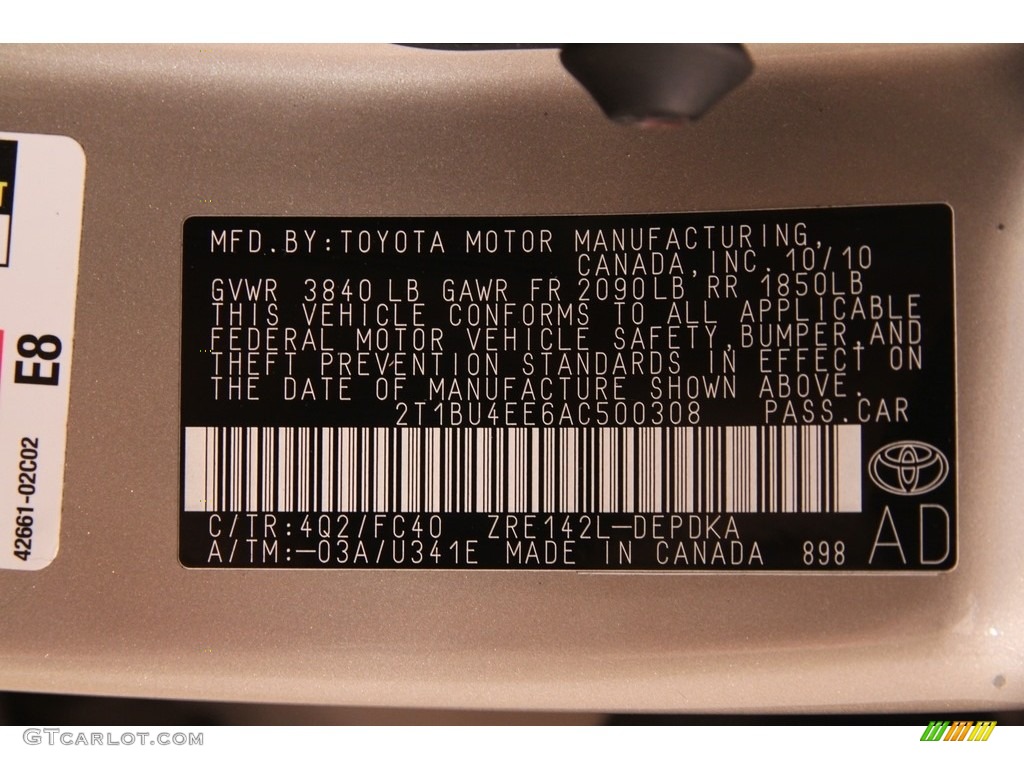 MFD.BY:TOYOTA MOTOR MANUFACTURING,
CANADA,INC. 10/10
GVWR 3840LB GAWR FR 2090LB RR 1850LB
THIS VEHICLE CONFORMS TO ALL APPLICABLE
FEDERAL MOTOR VEHICLE SAFETY,BUMPER,AND
THEFT PREVENTION STANDARDS IN EFFECT ON
THE DATE OF MANUFACTURE SHOWN ABOVE.
2T1BU4EE6AC500308 PASS.CAR
C/TR:4Q2/FC40 ZRE142L-DEPDKA
A/TM:-03A/U341E MADE IN CANADA 898
AD
E8
42661-02C02
GTCARLOT.COM